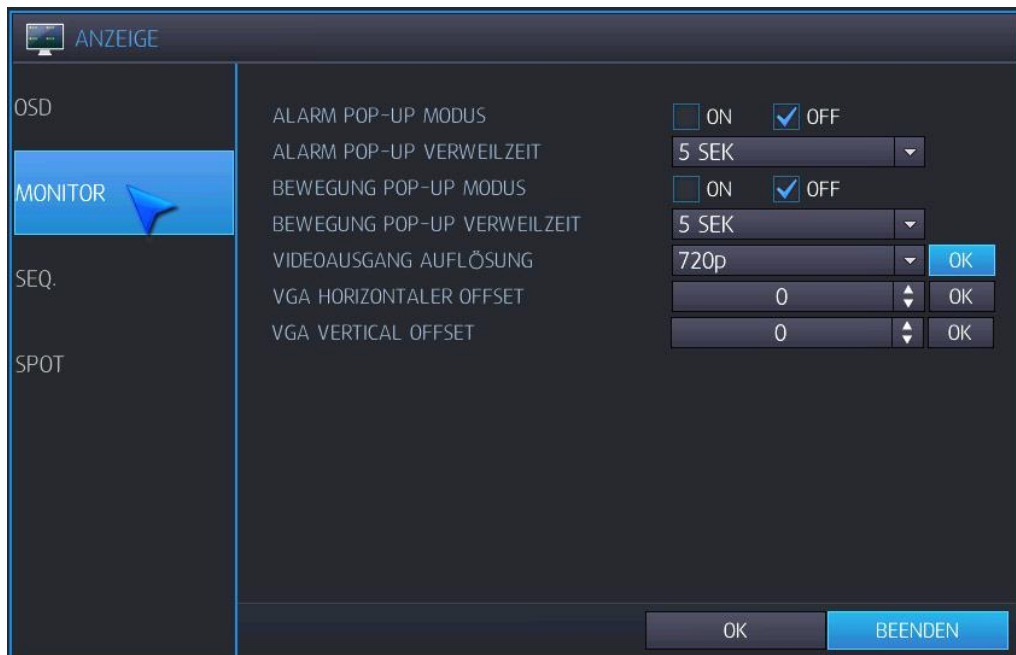 ANZEIGE
OSD
MONITOR
SEQ.
SPOT
ALARM POP-UP MODUS ON OFF
ALARM POP-UP VERWEILZEIT 5 SEK
BEWEGUNG POP-UP MODUS ON OFF
BEWEGUNG POP-UP VERWEILZEIT 5 SEK
VIDEOAUSGANG AUFLÖSUNG 720p OK
VGA HORIZONTALER OFFSET 0 OK
VGA VERTICAL OFFSET 0 OK
OK BEENDEN